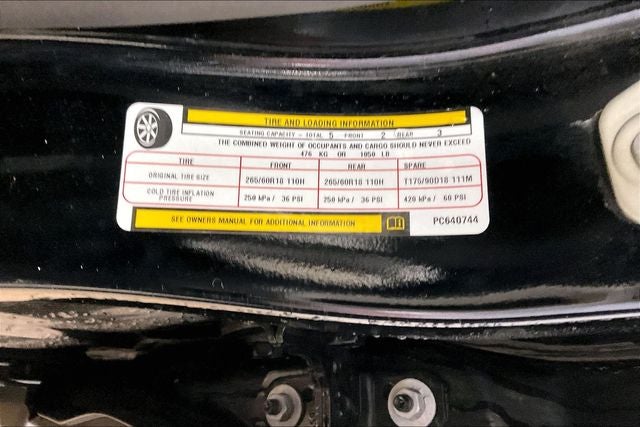 TIRE AND LOADING INFORMATION
SEATING CAPACITY - TOTAL 5 FRONT 2 REAR 3
THE COMBINED WEIGHT OF OCCUPANTS AND CARGO SHOULD NEVER EXCEED
476 KG OR 1050 LB
TIRE FRONT REAR SPARE
ORIGINAL TIRE SIZE 265/60R18 110H 265/60R18 110H T175/90D18 111M
COLD TIRE INFLATION PRESSURE 250 kPa / 36 PSI 250 kPa / 36 PSI 420 kPa / 60 PSI
SEE OWNERS MANUAL FOR ADDITIONAL INFORMATION PC640744